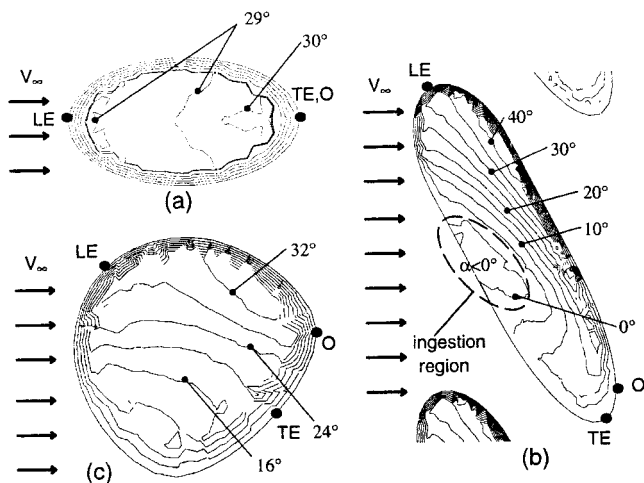 29°
30°
V∞
LE
TE,O
(a)
LE
V∞
40°
30°
20°
10°
α<0°
0°
ingestion
region
O
TE
(b)
V∞
LE
32°
O
24°
TE
16°
(c)